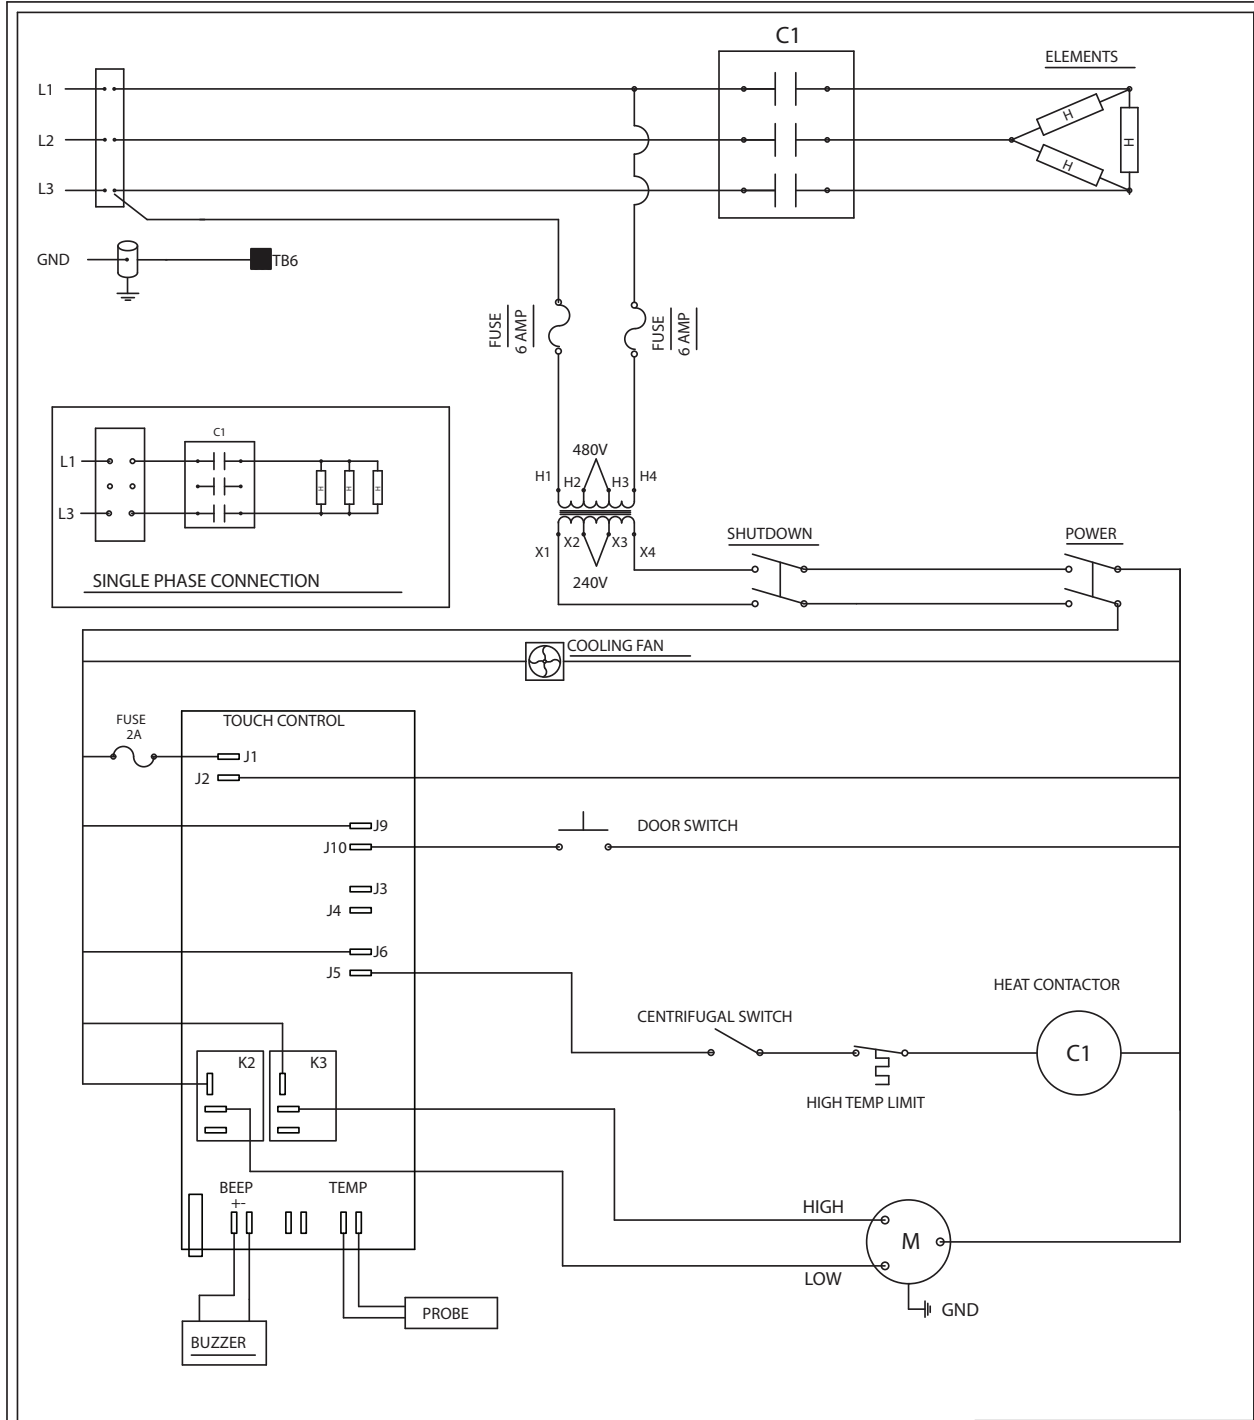 C1
ELEMENTS
L1
L2
L3
H
H
H
GND
TB6
FUSE
6 AMP
FUSE
6 AMP
C1
L1
L3
H
H
H
SINGLE PHASE CONNECTION
480V
H1
H2
H3
H4
X1
X2
X3
X4
240V
SHUTDOWN
POWER
COOLING FAN
FUSE
2A
TOUCH CONTROL
J1
J2
J9
J10
DOOR SWITCH
J3
J4
J6
J5
HEAT CONTACTOR
CENTRIFUGAL SWITCH
C1
HIGH TEMP LIMIT
K2
K3
BEEP
+-
TEMP
HIGH
M
LOW
GND
PROBE
BUZZER